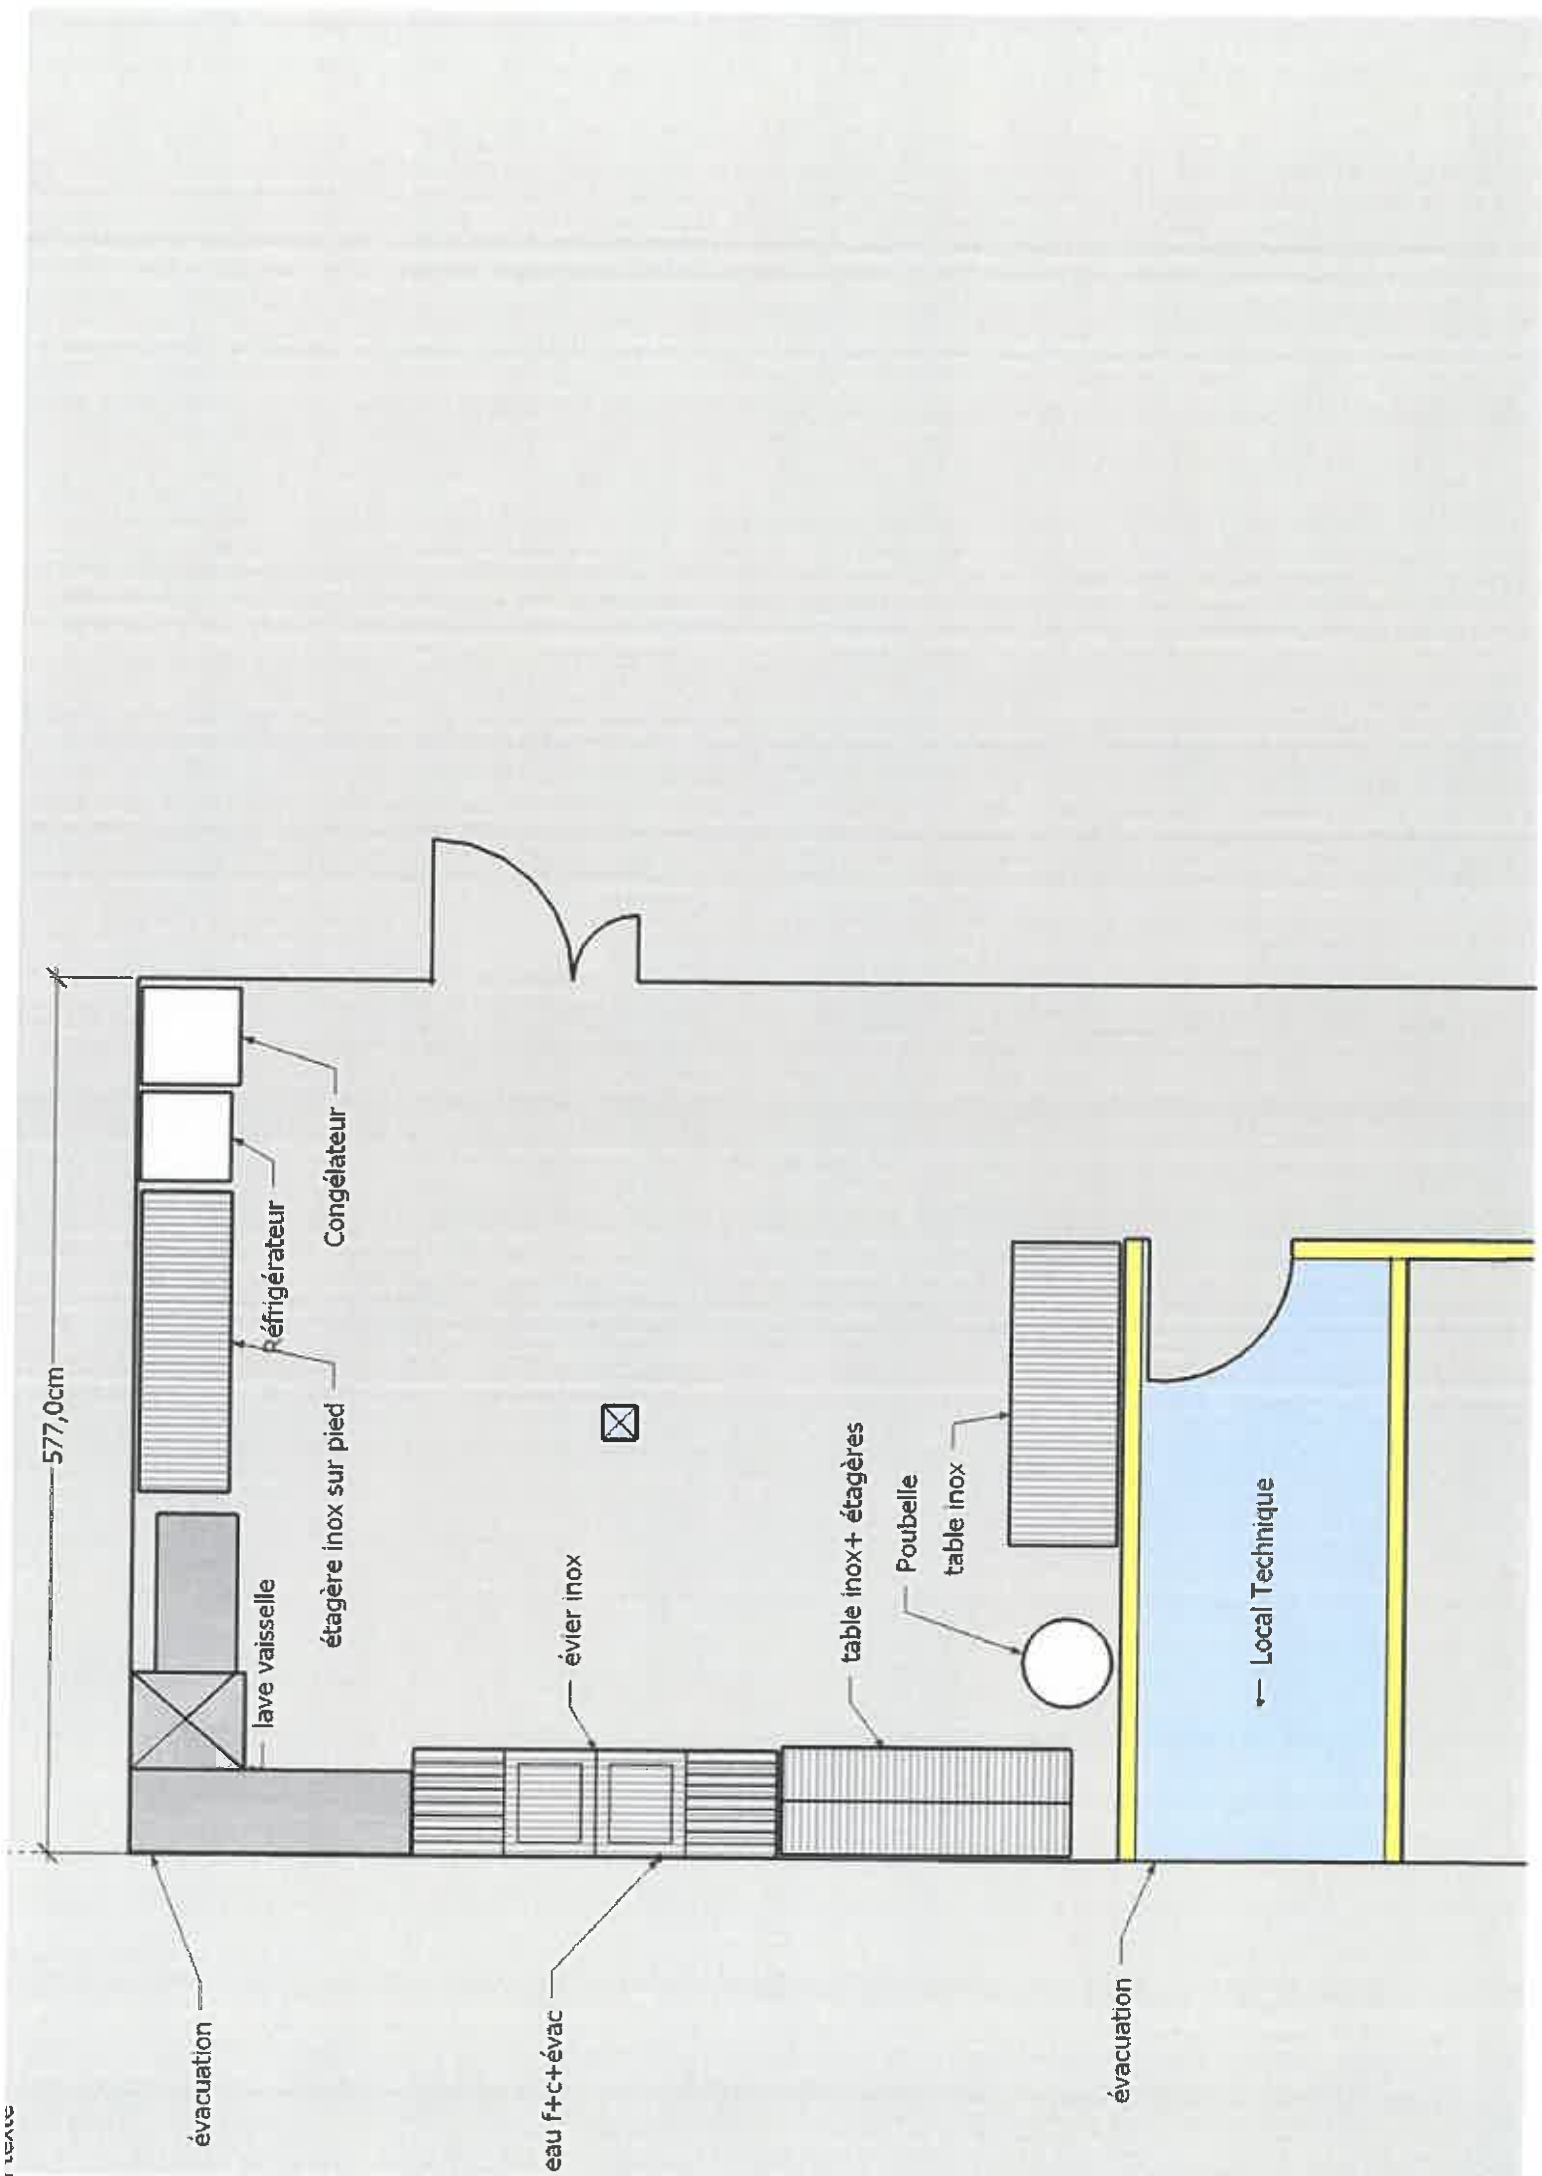 577,0cm
Congélateur
Réfrigérateur
étagère inox sur pied
lave vaisselle
évier inox
table inox+ étagères
Poubelle
table inox
← Local Technique
évacuation
eau f+c+évac
évacuation
texte